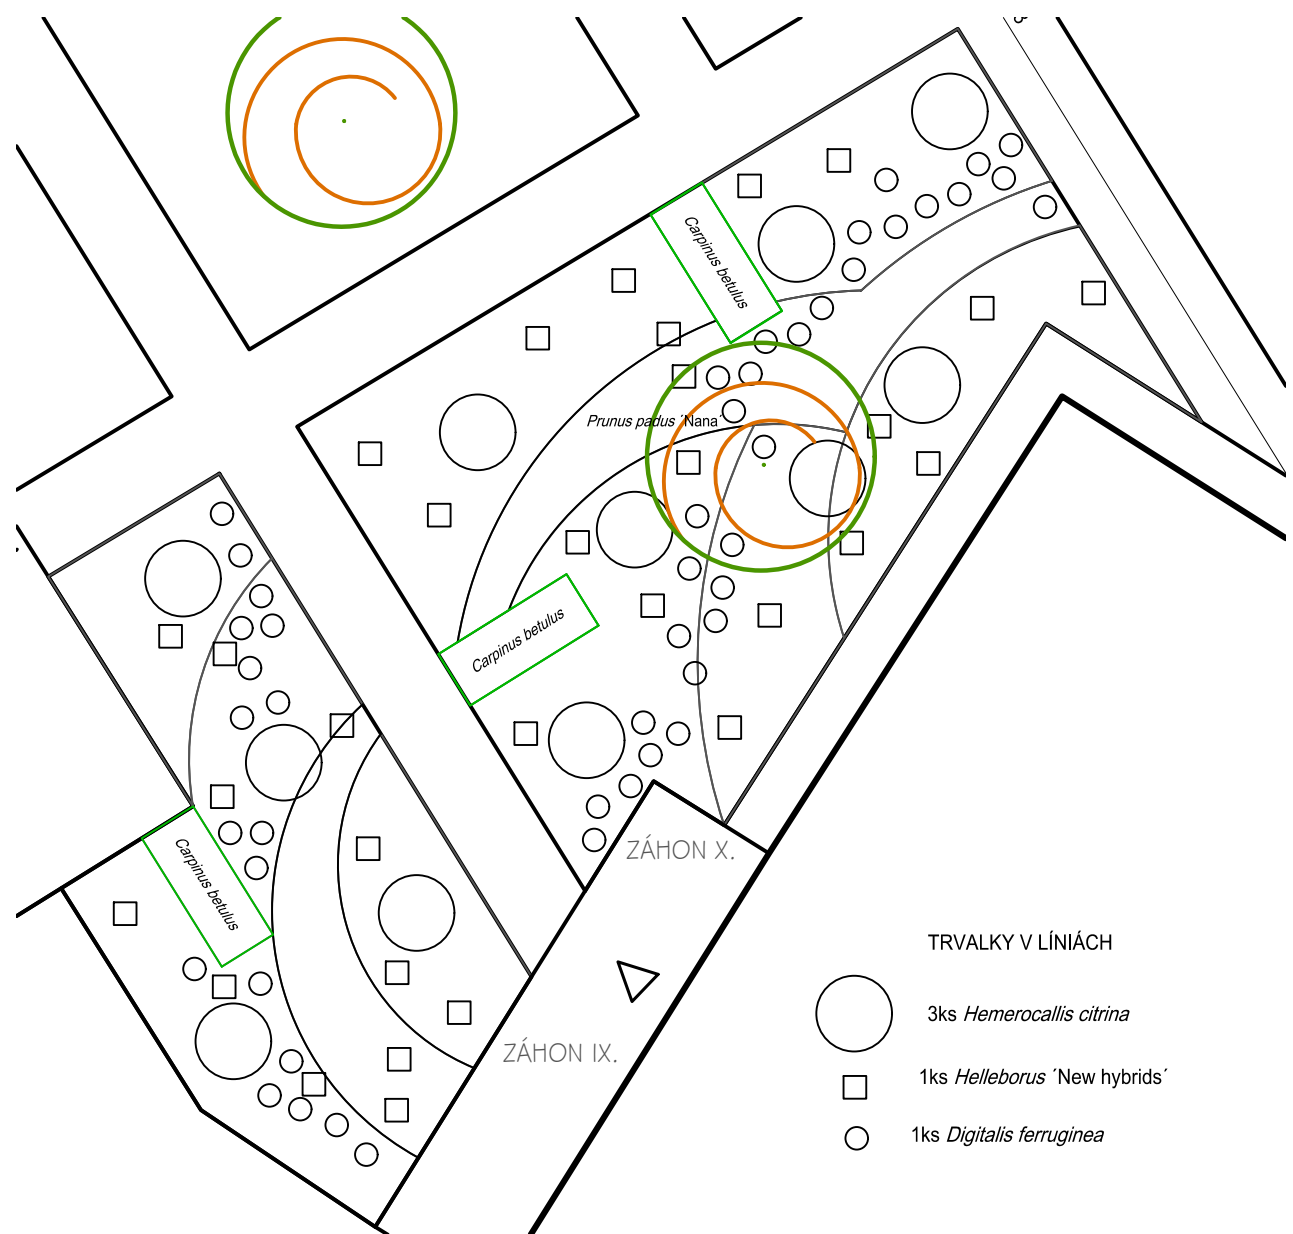 Carpinus betulus
Prunus padus ´Nana´
Carpinus betulus
Carpinus betulus
ZÁHON X.
ZÁHON IX.
TRVALKY V LÍNIÁCH
3ks Hemerocallis citrina
1ks Helleborus ´New hybrids´
1ks Digitalis ferruginea